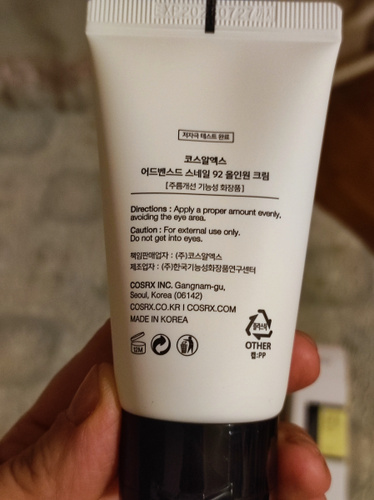 저자극 테스트 완료
코스알엑스
어드벤스드 스네일 92 올인원 크림
[주름개선 기능성 화장품]
Directions : Apply a proper amount evenly,
avoiding the eye area.
Caution : For external use only.
Do not get into eyes.
책임판매업자 : (주)코스알엑스
제조업자 : (주)한국기능성화장품연구센터
COSRX INC. Gangnam-gu,
Seoul, Korea (06142)
COSRX.CO.KR I COSRX.COM
MADE IN KOREA
12M
플라스틱
OTHER
캡:PP